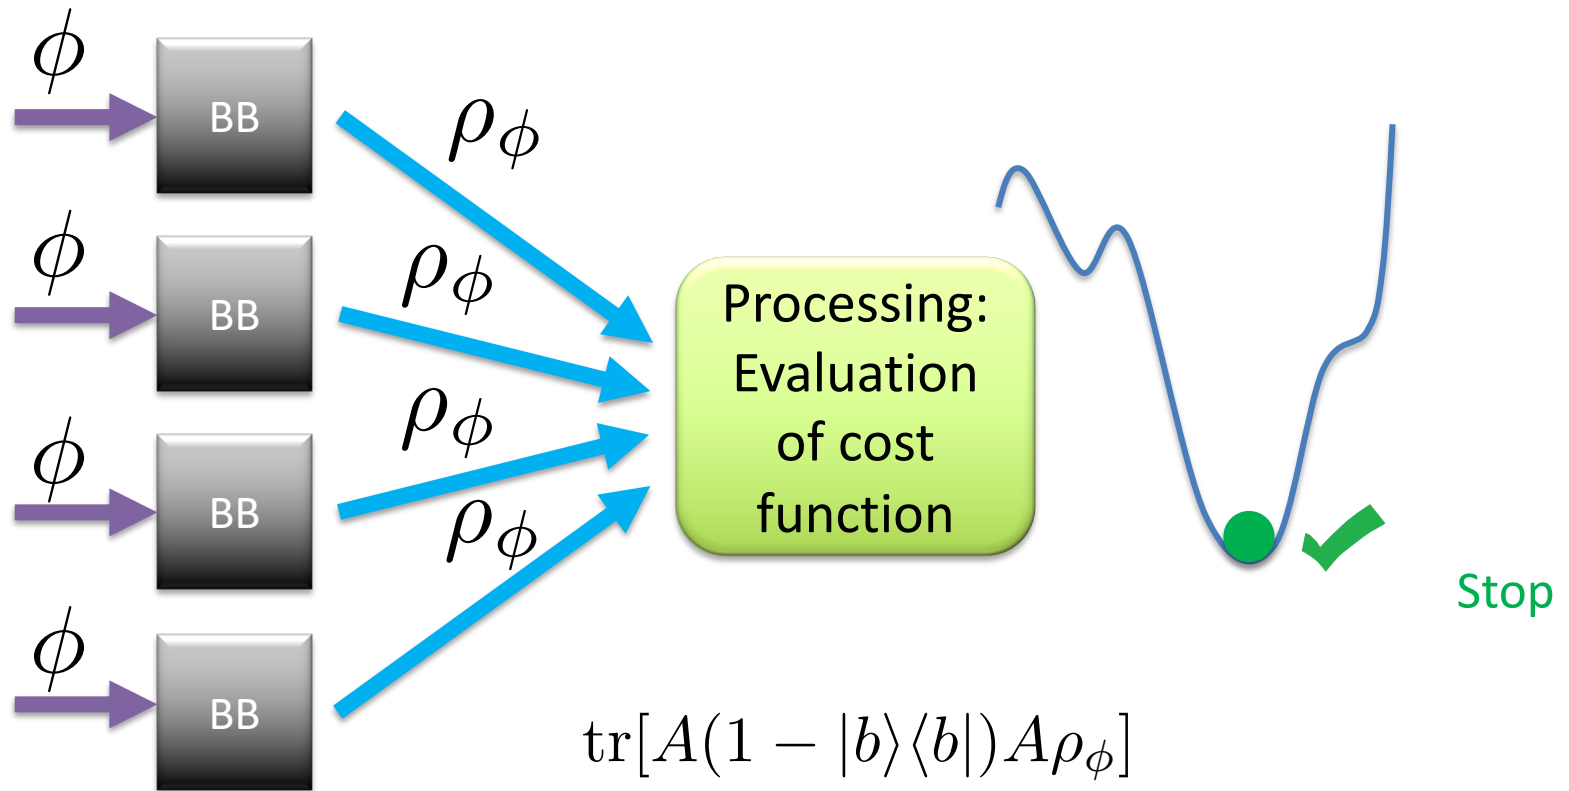 ϕ
BB
ρ_ϕ
ϕ
BB
ρ_ϕ
ϕ
BB
ρ_ϕ
ϕ
BB
ρ_ϕ
Processing:
Evaluation
of cost
function
Stop
tr[A(1 − |b⟩⟨b|)Aρ_ϕ]